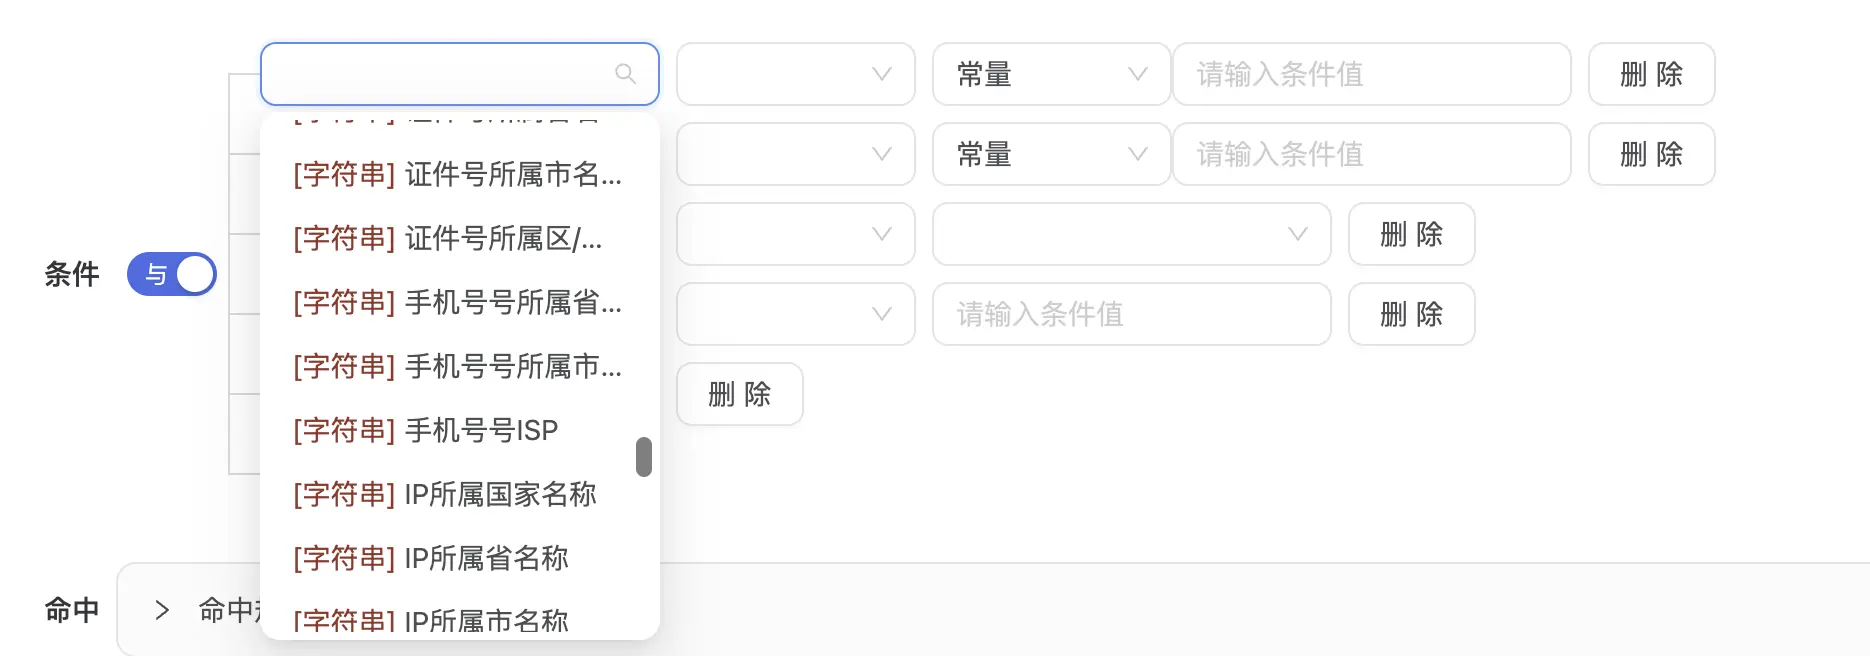 常量
请输入条件值
删 除
[字符串] 证件号所属市名...
常量
请输入条件值
删 除
[字符串] 证件号所属区/...
删 除
条件
与
[字符串] 手机号号所属省...
请输入条件值
删 除
[字符串] 手机号号所属市...
删 除
[字符串] 手机号号ISP
[字符串] IP所属国家名称
[字符串] IP所属省名称
命中
命中
[字符串] IP所属市名称